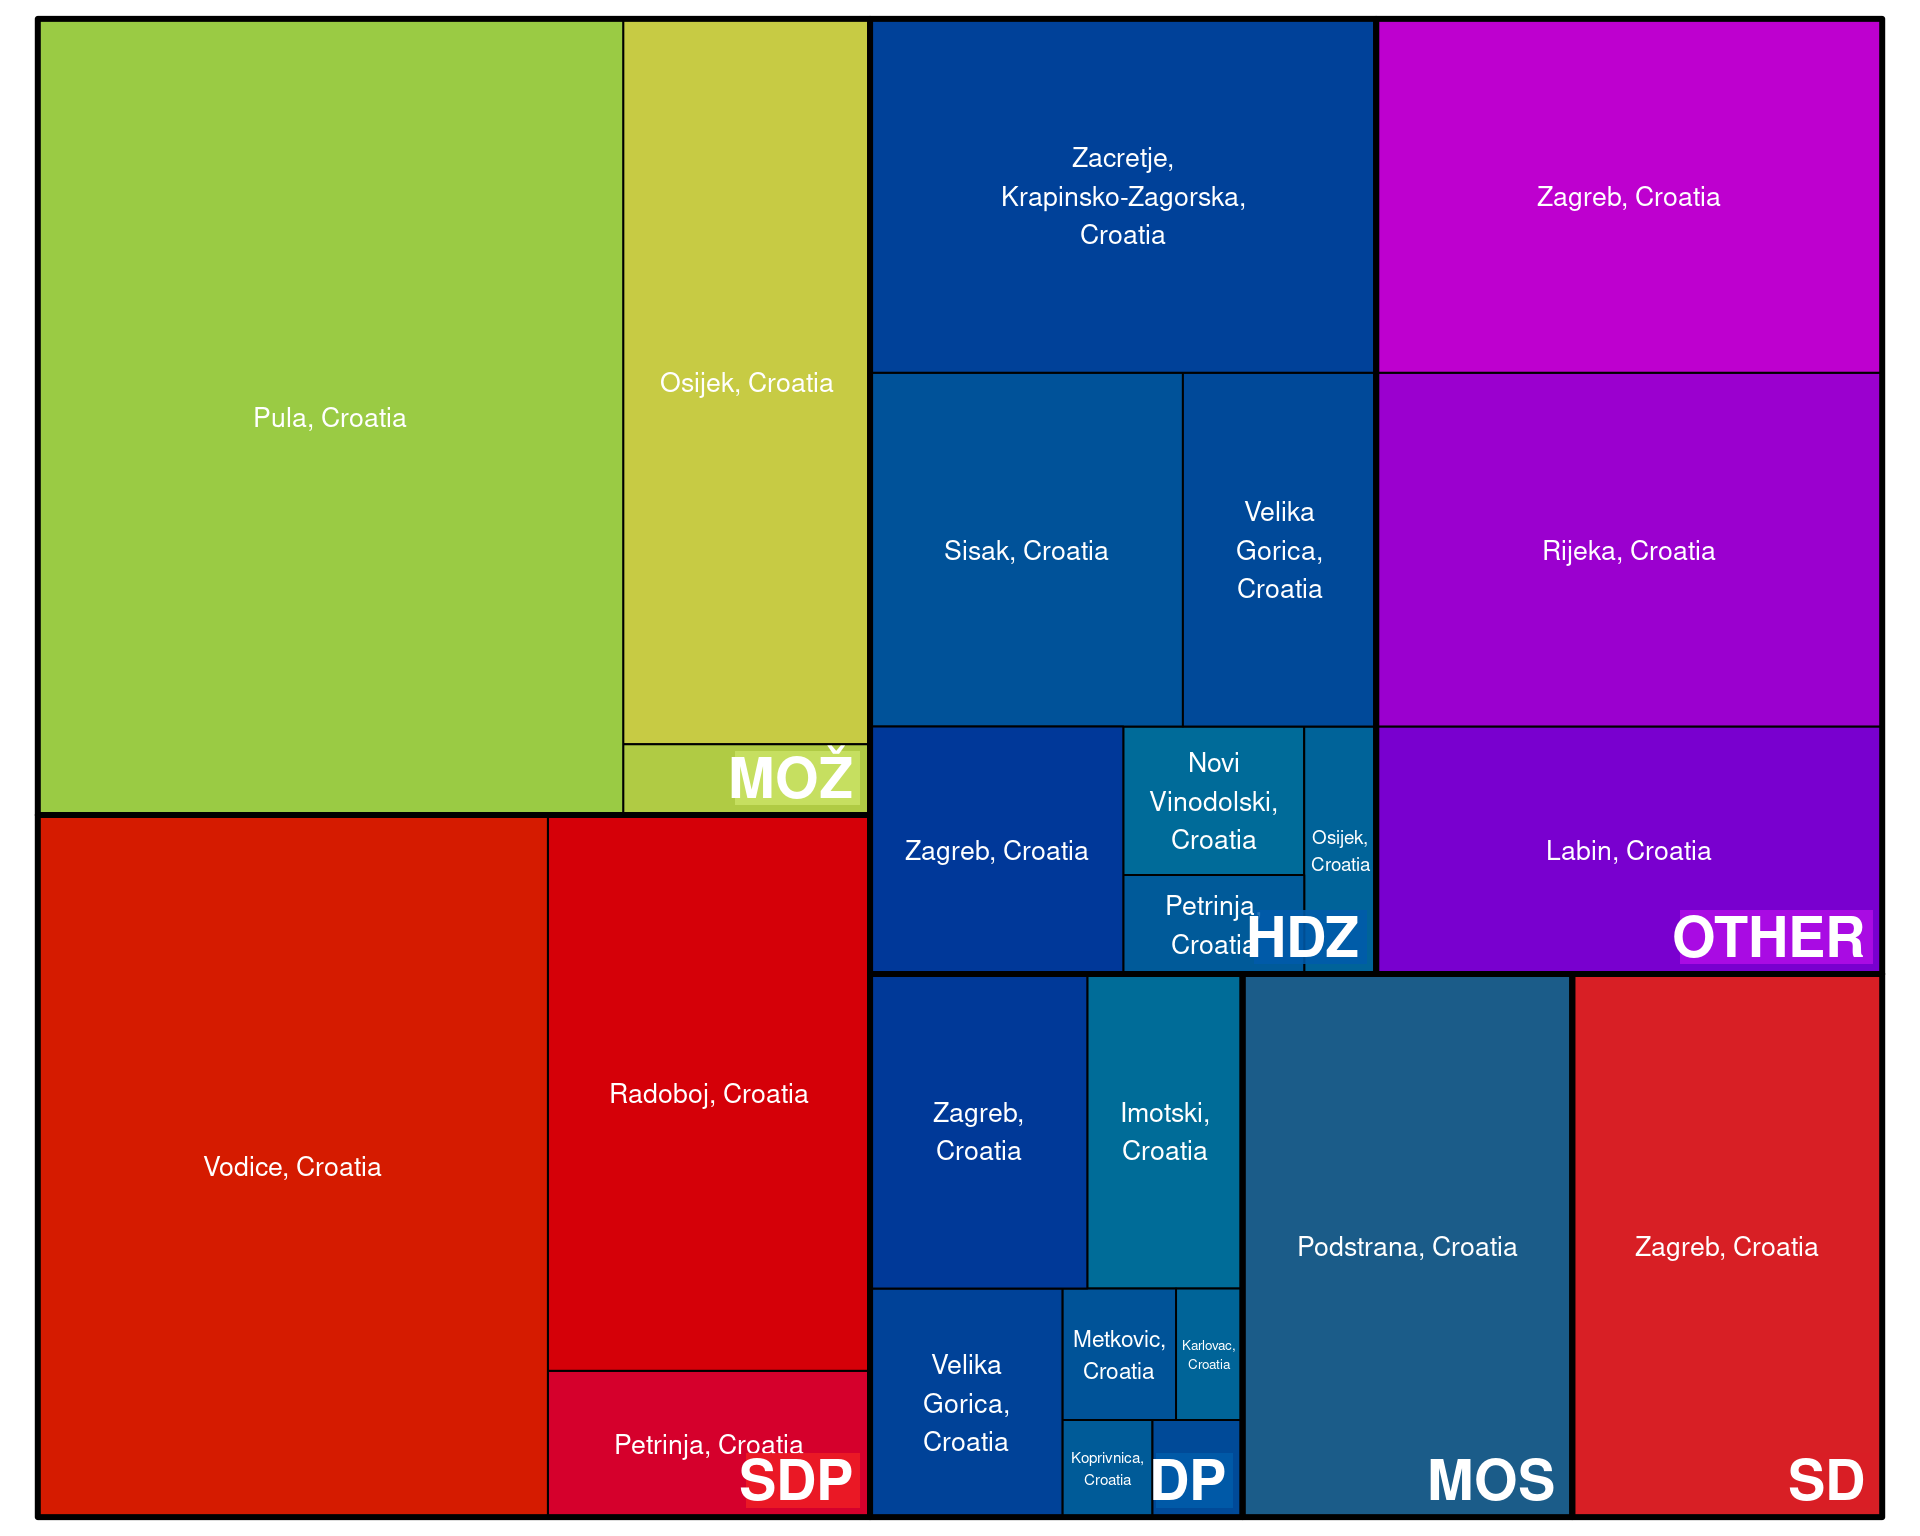 Pula, Croatia
Osijek, Croatia
MOŽ
Zacretje,
Krapinsko-Zagorska,
Croatia
Sisak, Croatia
Velika
Gorica,
Croatia
Zagreb, Croatia
Novi
Vinodolski,
Croatia
Petrinja,
Croatia
Osijek,
Croatia
HDZ
Zagreb, Croatia
Rijeka, Croatia
Labin, Croatia
OTHER
Vodice, Croatia
Radoboj, Croatia
Petrinja, Croatia
SDP
Zagreb,
Croatia
Imotski,
Croatia
Velika
Gorica,
Croatia
Metkovic,
Croatia
Karlovac,
Croatia
Koprivnica,
Croatia
DP
Podstrana, Croatia
MOS
Zagreb, Croatia
SD